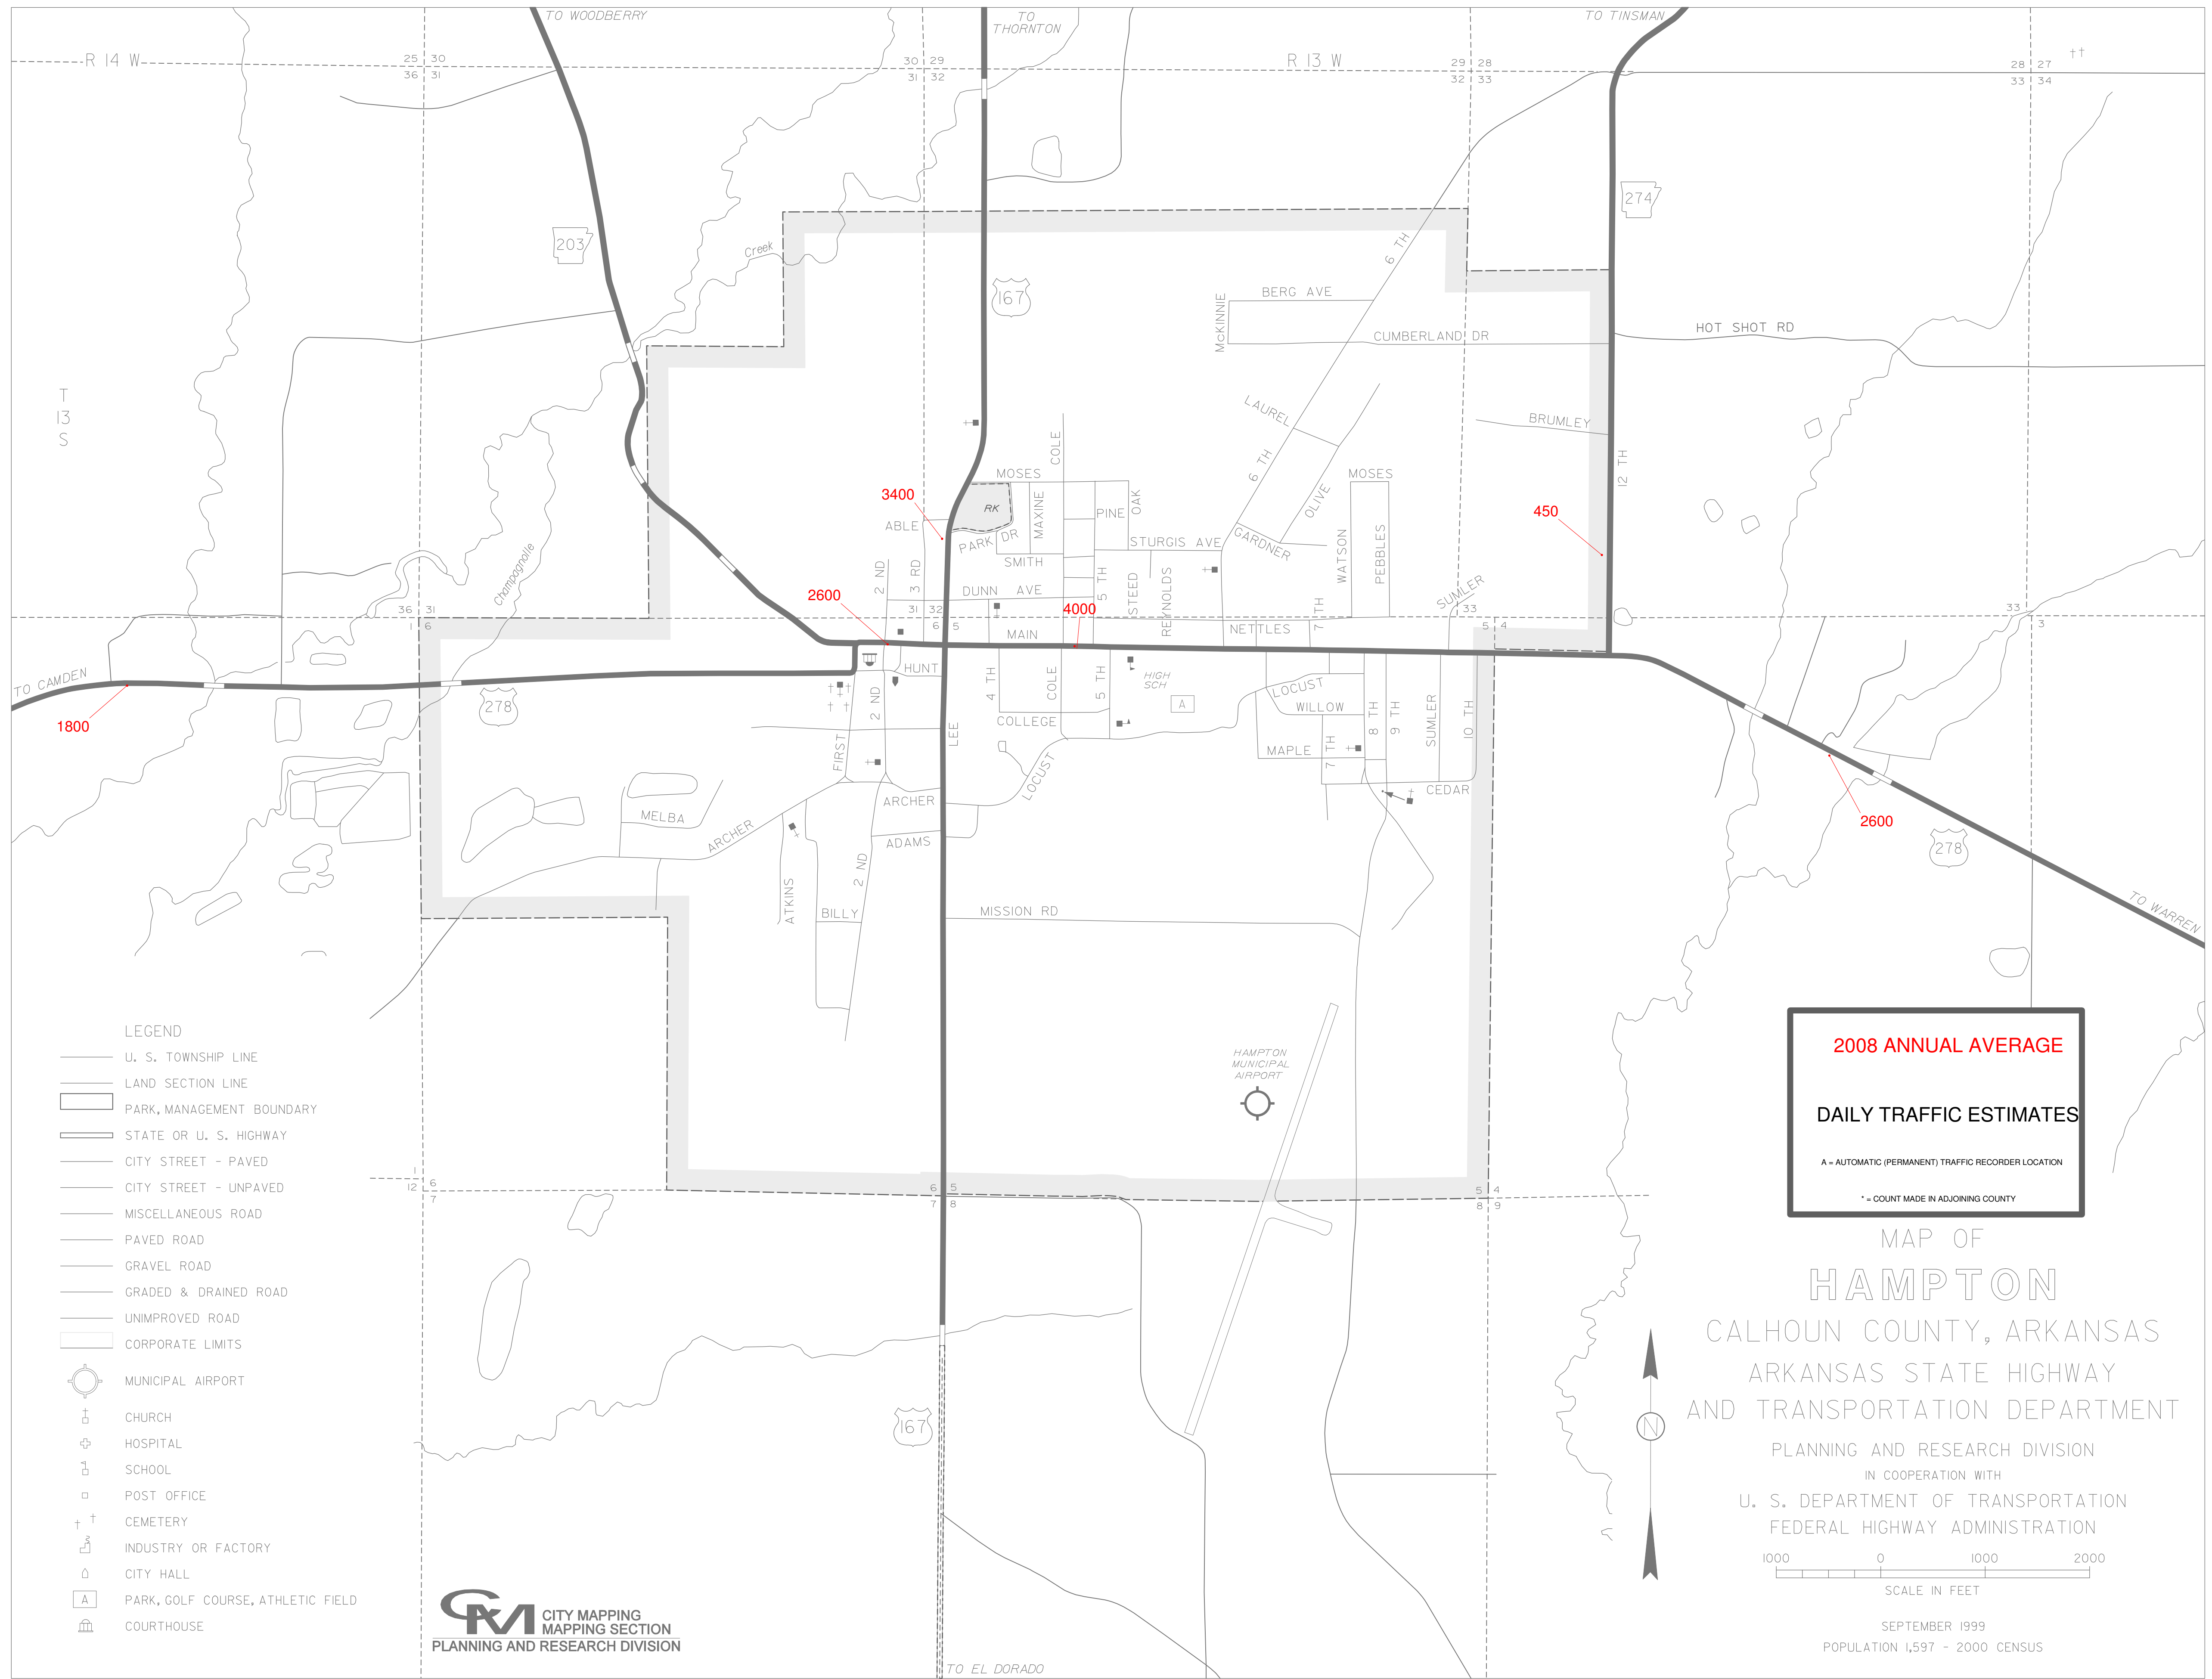 TO WOODBERRY
TO
THORNTON
TO TINSMAN
R 14 W
25 30
36 31
30 29
31 32
R 13 W
29 28
32 33
28 27
33 34
203
274
Creek
167
McKINNIE
BERG AVE
6 TH
CUMBERLAND DR
HOT SHOT RD
T
13
S
LAUREL
BRUMLEY
COLE
MOSES
6 TH
MOSES
12 TH
3400
RK
MAXINE
PINE
OAK
OLIVE
450
ABLE
PARK DR
STURGIS AVE
GARDNER
WATSON
PEBBLES
SMITH
Champagnolle
2 ND
3 RD
DUNN AVE
5 TH
STEED
REYNOLDS
SUMLER
2600
4000
36 31
1 6
31 32
6 5
33
5 4
33
3
MAIN
NETTLES
7 TH
TO CAMDEN
HUNT
HIGH
SCH
278
1800
2 ND
4 TH
COLE
5 TH
A
LOCUST
WILLOW
8 TH
9 TH
SUMLER
10 TH
COLLEGE
FIRST
LEE
MAPLE
7 TH
LOCUST
CEDAR
ARCHER
MELBA
ARCHER
ADAMS
2600
278
2 ND
ATKINS
BILLY
MISSION RD
TO WARREN
LEGEND
U. S. TOWNSHIP LINE
LAND SECTION LINE
PARK, MANAGEMENT BOUNDARY
STATE OR U. S. HIGHWAY
CITY STREET - PAVED
CITY STREET - UNPAVED
MISCELLANEOUS ROAD
PAVED ROAD
GRAVEL ROAD
GRADED & DRAINED ROAD
UNIMPROVED ROAD
CORPORATE LIMITS
MUNICIPAL AIRPORT
CHURCH
HOSPITAL
SCHOOL
POST OFFICE
CEMETERY
INDUSTRY OR FACTORY
CITY HALL
A PARK, GOLF COURSE, ATHLETIC FIELD
COURTHOUSE
HAMPTON
MUNICIPAL
AIRPORT
1 6
12 7
6 5
7 8
5 4
8 9
167
TO EL DORADO
CITY MAPPING
MAPPING SECTION
PLANNING AND RESEARCH DIVISION
2008 ANNUAL AVERAGE
DAILY TRAFFIC ESTIMATES
A = AUTOMATIC (PERMANENT) TRAFFIC RECORDER LOCATION
* = COUNT MADE IN ADJOINING COUNTY
MAP OF
HAMPTON
CALHOUN COUNTY, ARKANSAS
ARKANSAS STATE HIGHWAY
AND TRANSPORTATION DEPARTMENT
PLANNING AND RESEARCH DIVISION
IN COOPERATION WITH
U. S. DEPARTMENT OF TRANSPORTATION
FEDERAL HIGHWAY ADMINISTRATION
N
1000 0 1000 2000
SCALE IN FEET
SEPTEMBER 1999
POPULATION 1,597 - 2000 CENSUS